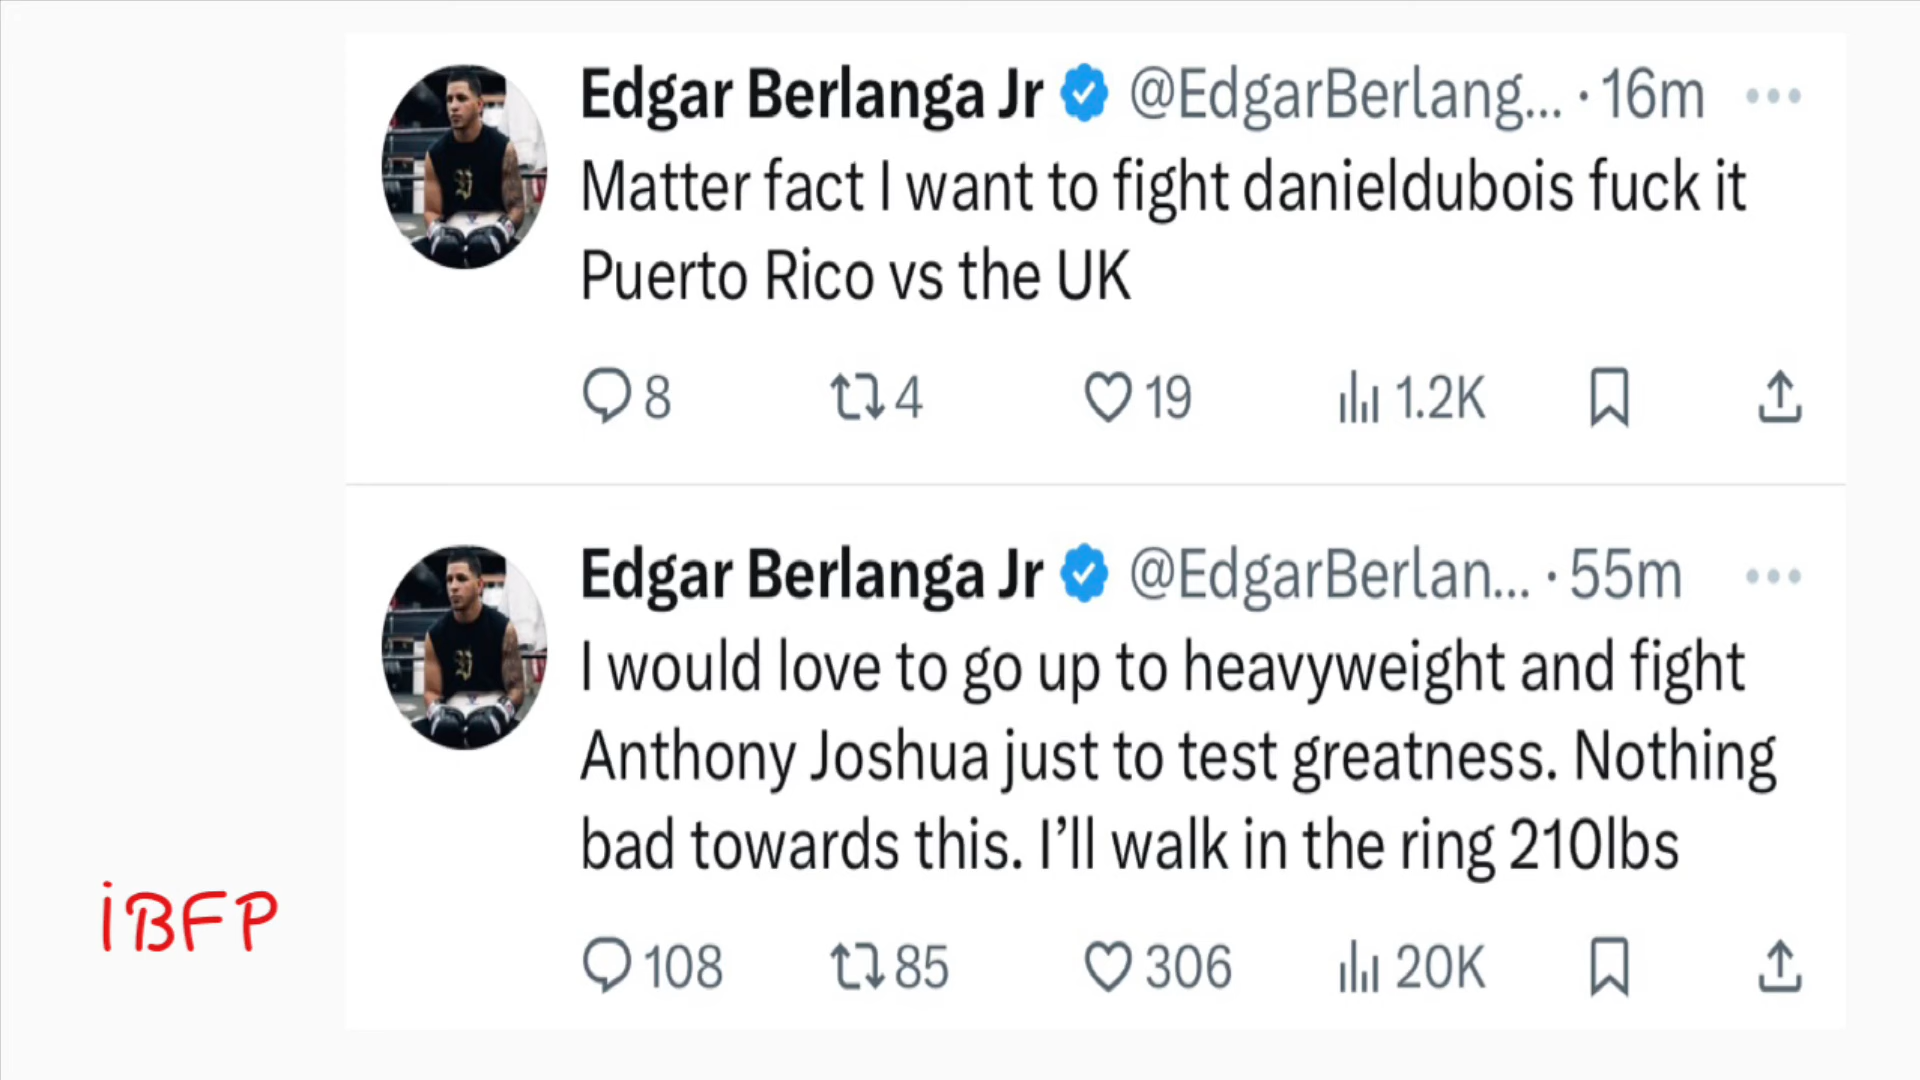 Edgar Berlanga Jr @EdgarBerlang... · 16m
Matter fact I want to fight danieldubois fuck it
Puerto Rico vs the UK
8 4 19 1.2K
Edgar Berlanga Jr @EdgarBerlan... · 55m
I would love to go up to heavyweight and fight
Anthony Joshua just to test greatness. Nothing
bad towards this. I’ll walk in the ring 210lbs
iBFP
108 85 306 20K